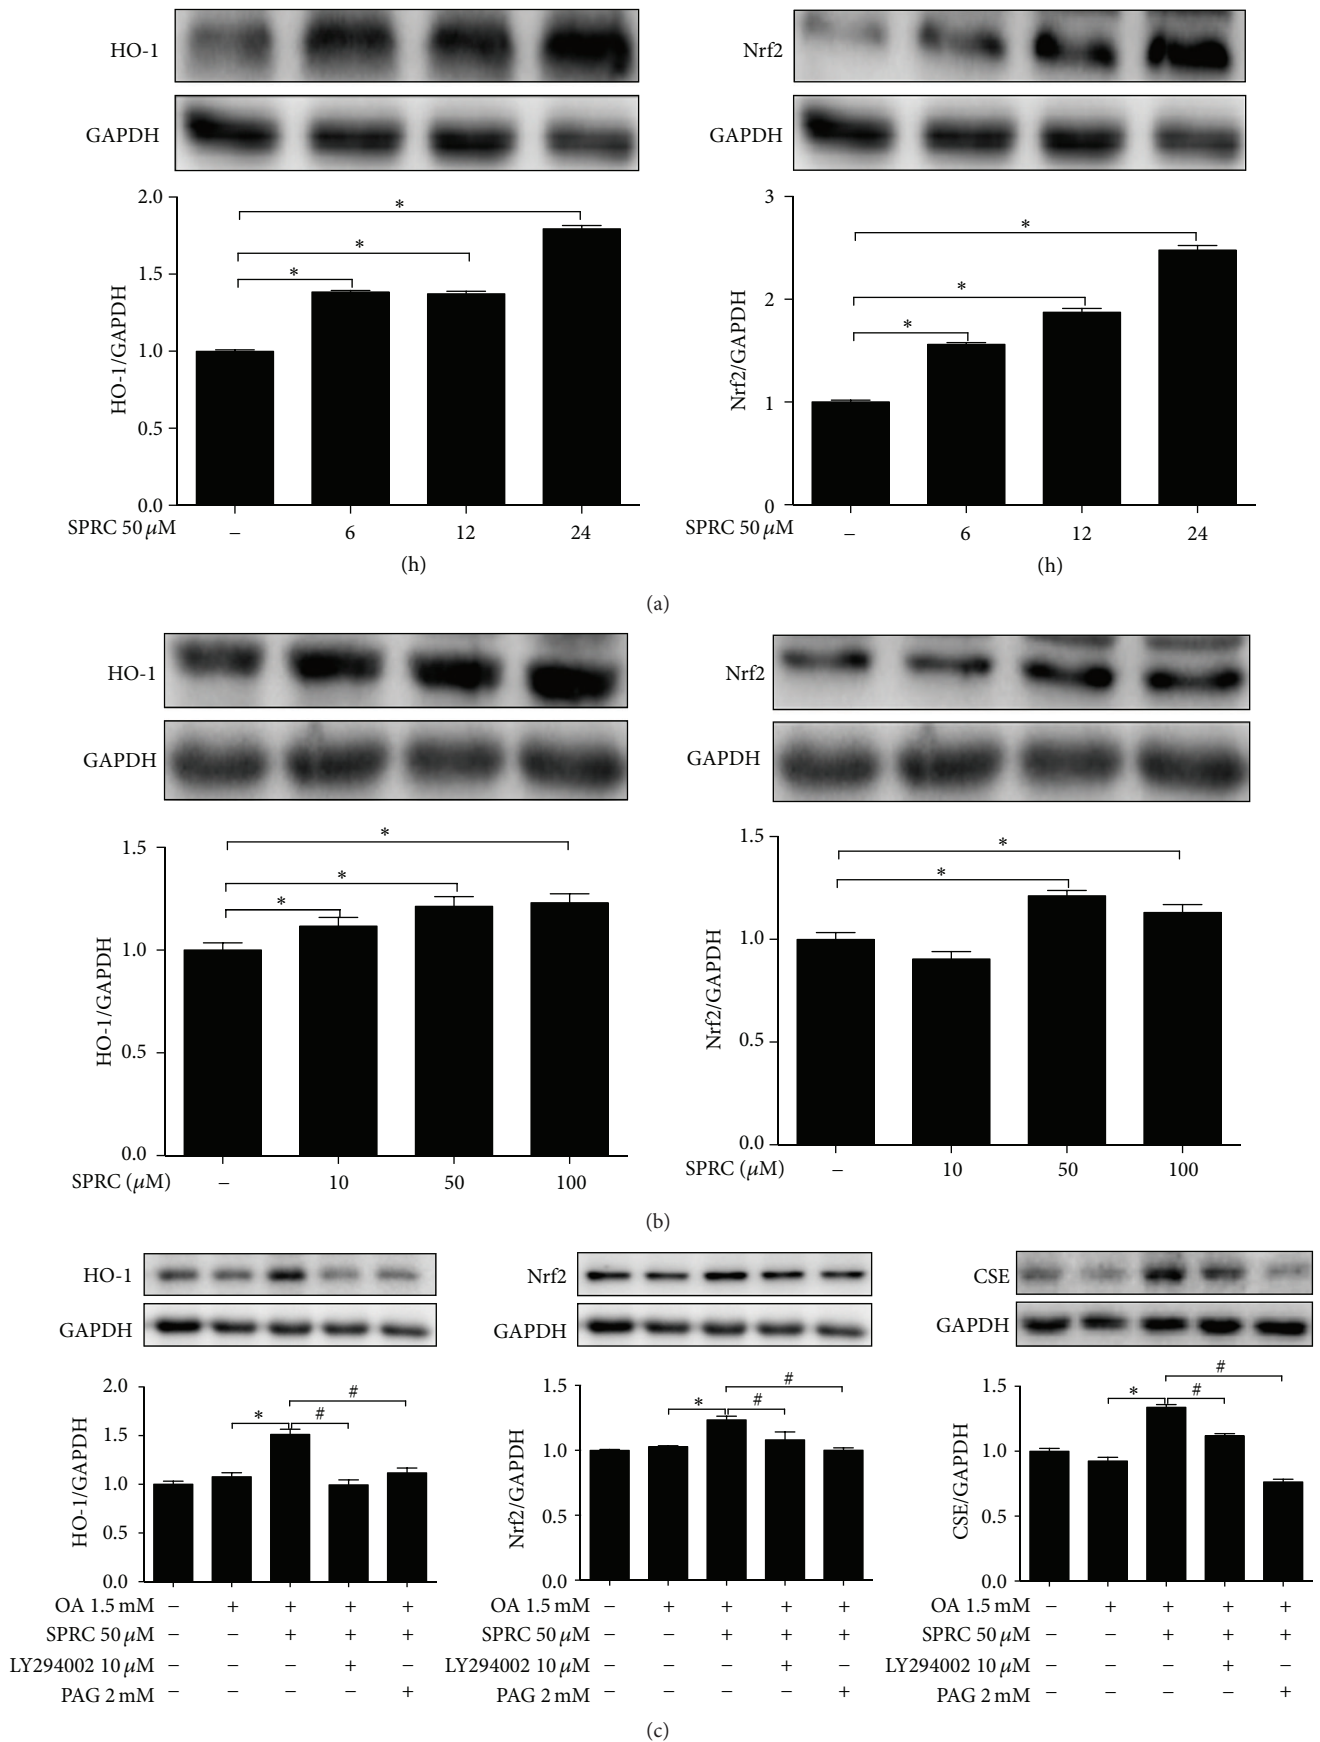 HO-1
GAPDH
2.0
1.5
1.0
0.5
0.0
HO-1/GAPDH
*
*
*
SPRC 50 μM
– 6 12 24
(h)
Nrf2
GAPDH
3
2
1
0
Nrf2/GAPDH
*
*
*
SPRC 50 μM
– 6 12 24
(h)
(a)
HO-1
GAPDH
1.5
1.0
0.5
0.0
HO-1/GAPDH
*
*
*
SPRC (μM) – 10 50 100
Nrf2
GAPDH
1.5
1.0
0.5
0.0
Nrf2/GAPDH
*
*
SPRC (μM) – 10 50 100
(b)
HO-1
GAPDH
2.0
1.5
1.0
0.5
0.0
HO-1/GAPDH
#
* #
OA 1.5 mM – + + + +
SPRC 50 μM – – + + +
LY294002 10 μM – – – + –
PAG 2 mM – – – – +
Nrf2
GAPDH
1.5
1.0
0.5
0.0
Nrf2/GAPDH
#
* #
OA 1.5 mM – + + + +
SPRC 50 μM – – + + +
LY294002 10 μM – – – + –
PAG 2 mM – – – – +
CSE
GAPDH
1.5
1.0
0.5
0.0
CSE/GAPDH
#
* #
OA 1.5 mM – + + + +
SPRC 50 μM – – + + +
LY294002 10 μM – – – + –
PAG 2 mM – – – – +
(c)